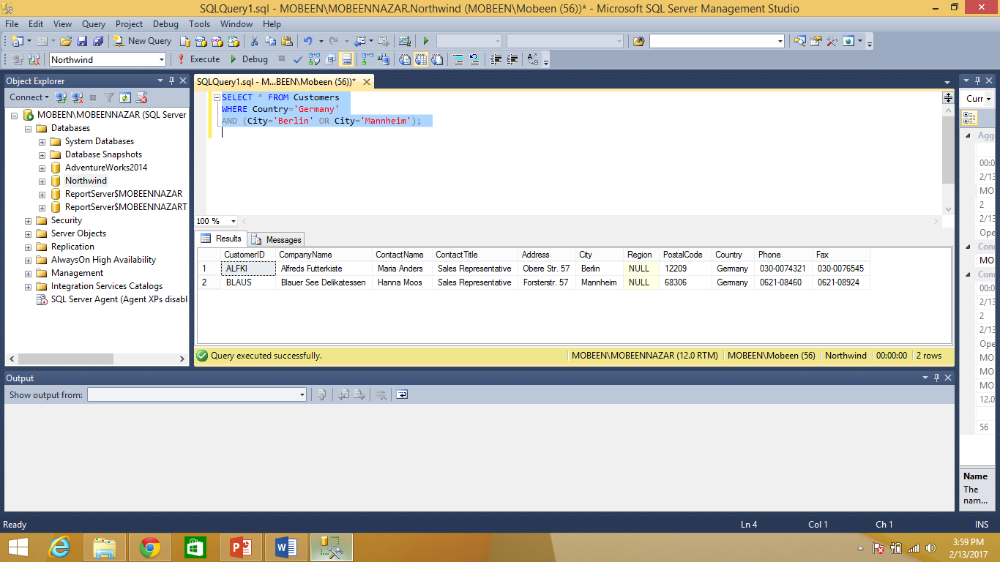 SQLQuery1.sql - MOBEEN\MOBEENNAZAR.Northwind (MOBEEN\Mobeen (56))* - Microsoft SQL Server Management Studio
File Edit View Query Project Debug Tools Window Help
New Query
Northwind Execute Debug
Object Explorer
Connect
MOBEEN\MOBEENNAZAR (SQL Server
Databases
System Databases
Database Snapshots
AdventureWorks2014
Northwind
ReportServer$MOBEENNAZAR
ReportServer$MOBEENNAZART
Security
Server Objects
Replication
AlwaysOn High Availability
Management
Integration Services Catalogs
SQL Server Agent (Agent XPs disabl
SQLQuery1.sql - M...BEEN\Mobeen (56))*
SELECT * FROM Customers
WHERE Country='Germany'
AND (City='Berlin' OR City='Mannheim');
100 %
Results Messages
CustomerID CompanyName ContactName ContactTitle Address City Region PostalCode Country Phone Fax
1 ALFKI Alfreds Futterkiste Maria Anders Sales Representative Obere Str. 57 Berlin NULL 12209 Germany 030-0074321 030-0076545
2 BLAUS Blauer See Delikatessen Hanna Moos Sales Representative Forsterstr. 57 Mannheim NULL 68306 Germany 0621-08460 0621-08924
Query executed successfully. MOBEEN\MOBEENNAZAR (12.0 RTM) MOBEEN\Mobeen (56) Northwind 00:00:00 2 rows
Curr
Agg
00:0
2/13
MO
2
2/13
Ope
Conn
MO
Conn
00:0
2/13
2
2/13
Ope
MO
MO
MO
12.0
56
Name
The
nam...
Output
Show output from:
Ready Ln 4 Col 1 Ch 1 INS
3:59 PM
2/13/2017